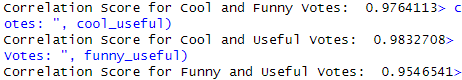 Correlation Score for Cool and Funny Votes:  0.9764113> c
otes: ", cool_useful)
Correlation Score for Cool and Useful Votes:  0.9832708>
Votes: ", funny_useful)
Correlation Score for Funny and Useful Votes:  0.9546541>